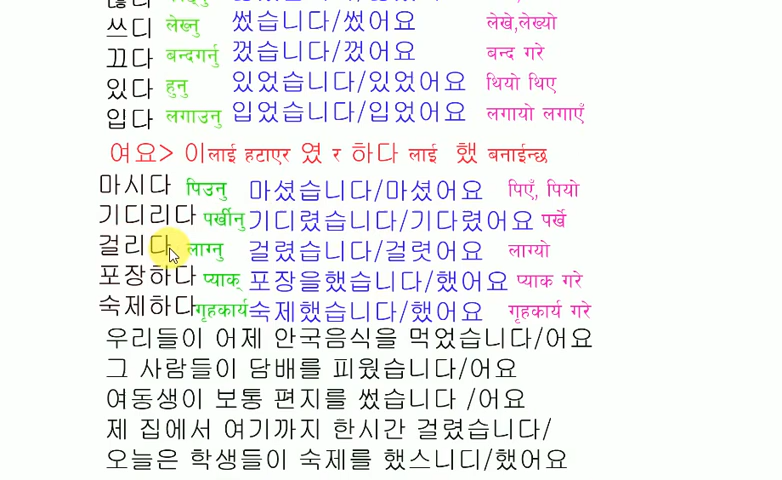 쓰디 लेख्नु 썼습니다/썼어요 लेखे,लेख्यो
끄다 बन्दगर्नु 껐습니다/껐어요 बन्द गरे
있다 हुनु 있었습니다/있었어요 थियो थिए
입다 लगाउनु 입었습니다/입었어요 लगायो लगाएँ
여요> 이लाई हटाएर 였 र 하다 लाई 했 बनाईन्छ
마시다 पिउनु 마셨습니다/마셨어요 पिएँ, पियो
기디리다 पर्खीनु 기디렸습니다/기다렸어요 पर्खे
걸리다 लाग्नु 걸렸습니다/걸렷어요 लाग्यो
포장하다 प्याक् 포장을했습니다/했어요 प्याक गरे
숙제하다 गृहकार्य 숙제했습니다/했어요 गृहकार्य गरे
우리들이 어제 안국음식을 먹었습니다/어요
그 사람들이 담배를 피웠습니다/어요
여동생이 보통 편지를 썼습니다 /어요
제 집에서 여기까지 한시간 걸렸습니다/
오늘은 학생들이 숙제를 했스니디/했어요